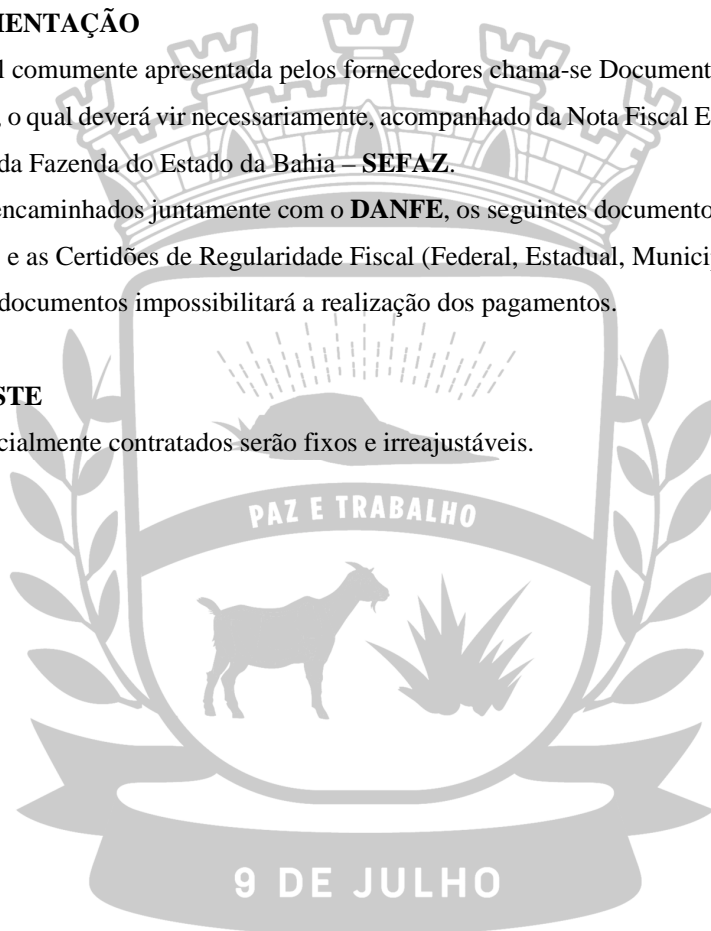 MENTAÇÃO
l comumente apresentada pelos fornecedores chama-se Document
, o qual deverá vir necessariamente, acompanhado da Nota Fiscal E
da Fazenda do Estado da Bahia – SEFAZ.
encaminhados juntamente com o DANFE, os seguintes documento
e as Certidões de Regularidade Fiscal (Federal, Estadual, Municip
documentos impossibilitará a realização dos pagamentos.
STE
cialmente contratados serão fixos e irreajustáveis.
PAZ E TRABALHO
9 DE JULHO